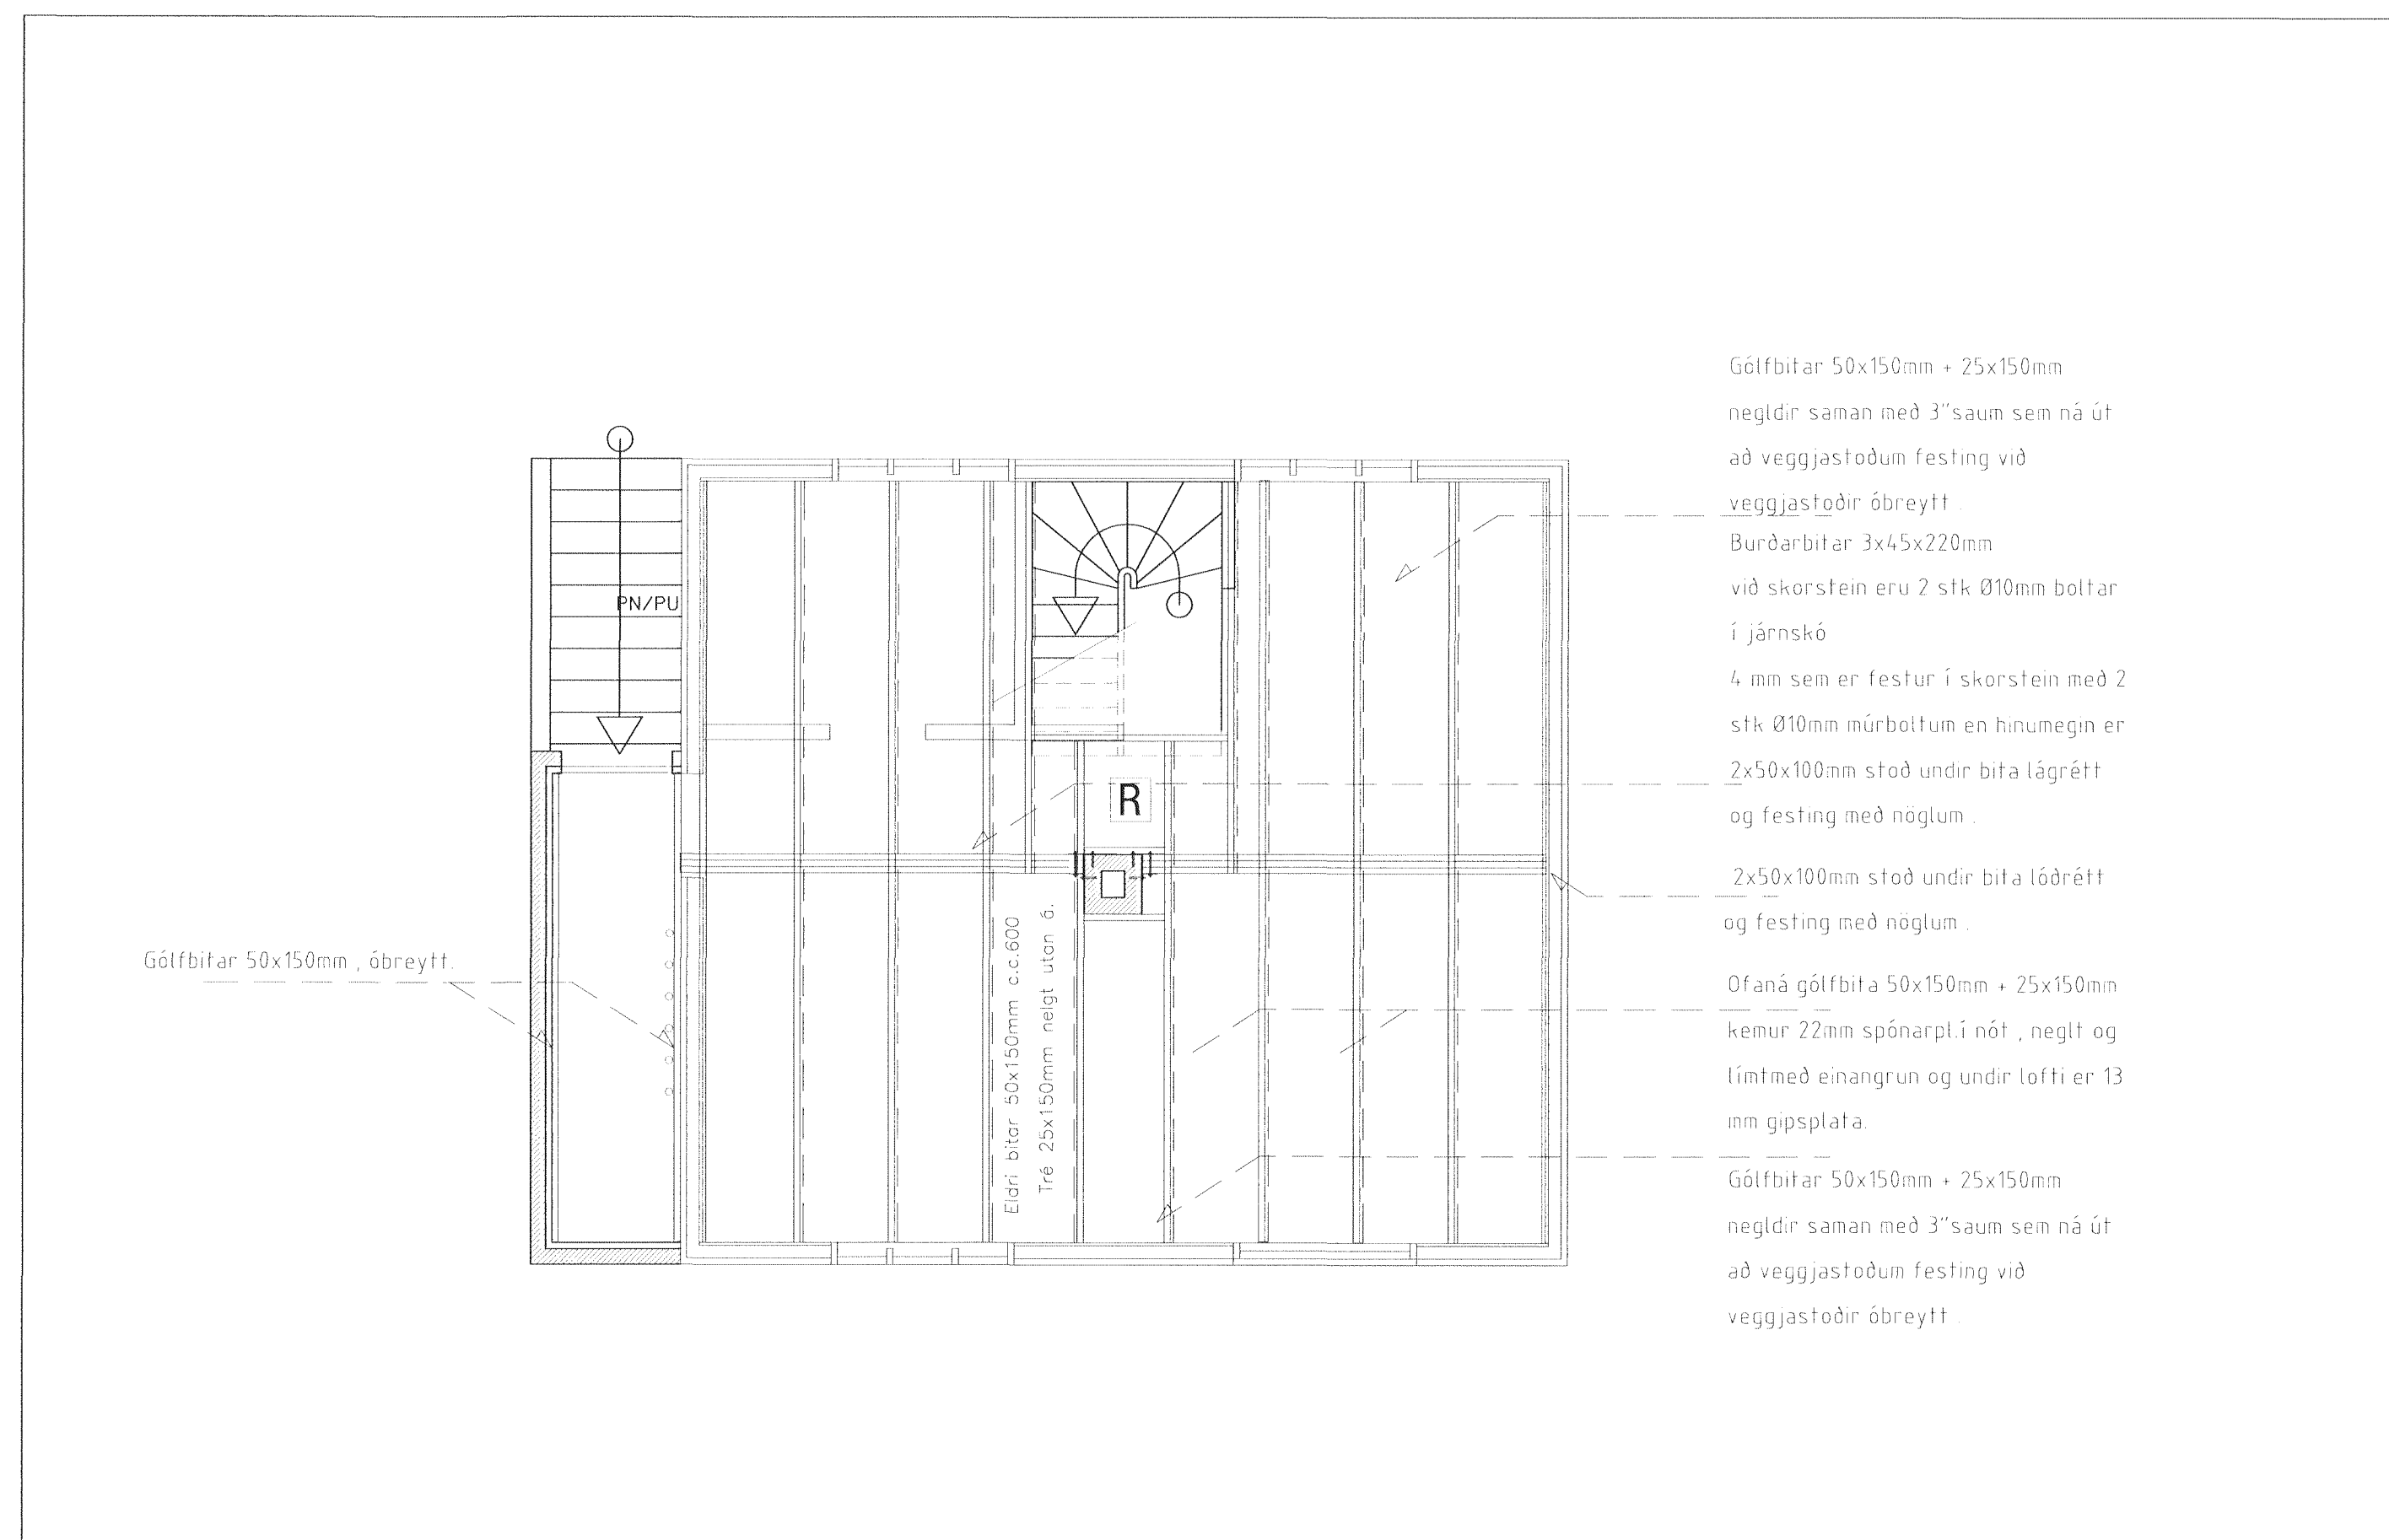 Gólfbitar 50x150mm + 25x150mm
negldir saman með 3"saum sem ná út
að veggjastoðum festing við
veggjastoðir óbreytt .
Burðarbitar 3x45x220mm
við skorstein eru 2 stk Ø10mm boltar
í járnskó
4 mm sem er festur í skorstein með 2
stk Ø10mm múrboltum en hinumegin er
2x50x100mm stoð undir bita lágrétt
og festing með nöglum .
2x50x100mm stoð undir bita lóðrétt
og festing með nöglum .
Ofaná gólfbita 50x150mm + 25x150mm
kemur 22mm spónarpl.í nót , neglt og
límtmeð einangrun og undir lofti er 13
mm gipsplata.
Gólfbitar 50x150mm + 25x150mm
negldir saman með 3"saum sem ná út
að veggjastoðum festing við
veggjastoðir óbreytt .
PN/PU
R
Gólfbitar 50x150mm , óbreytt.
Eldri bitar 50x150mm c.c.600
Tré 25x150mm nelgt utan á.